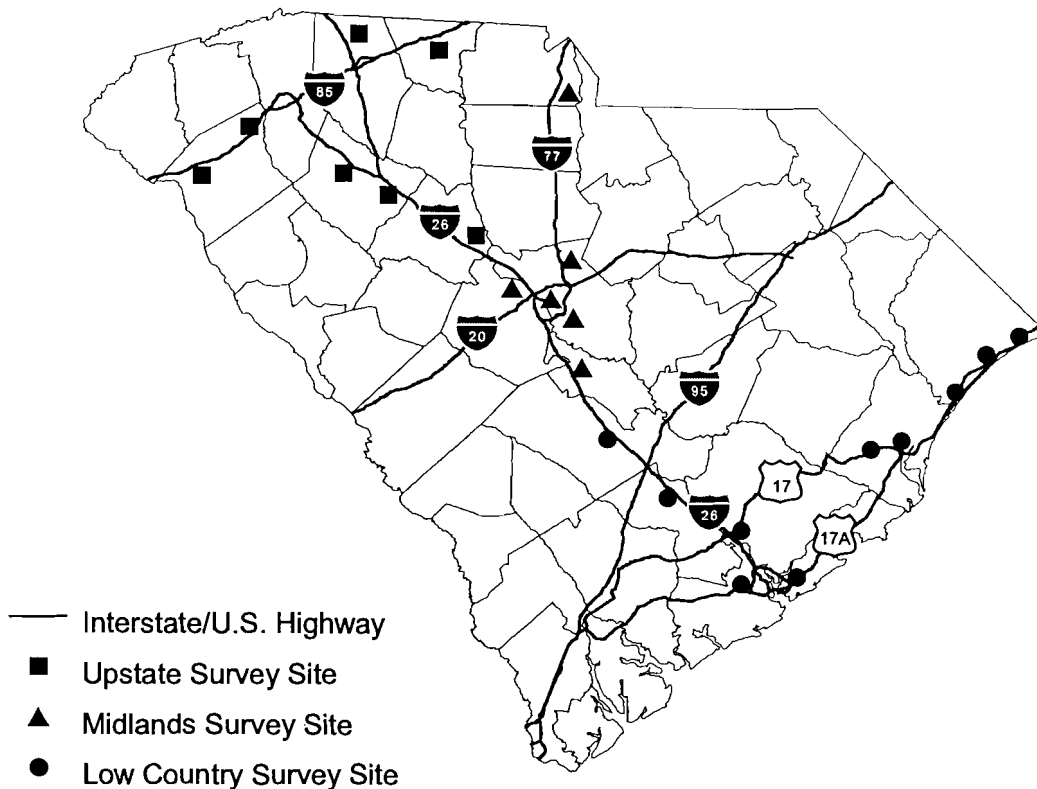 85
77
26
20
95
17
26
17A
Interstate/U.S. Highway
Upstate Survey Site
Midlands Survey Site
Low Country Survey Site